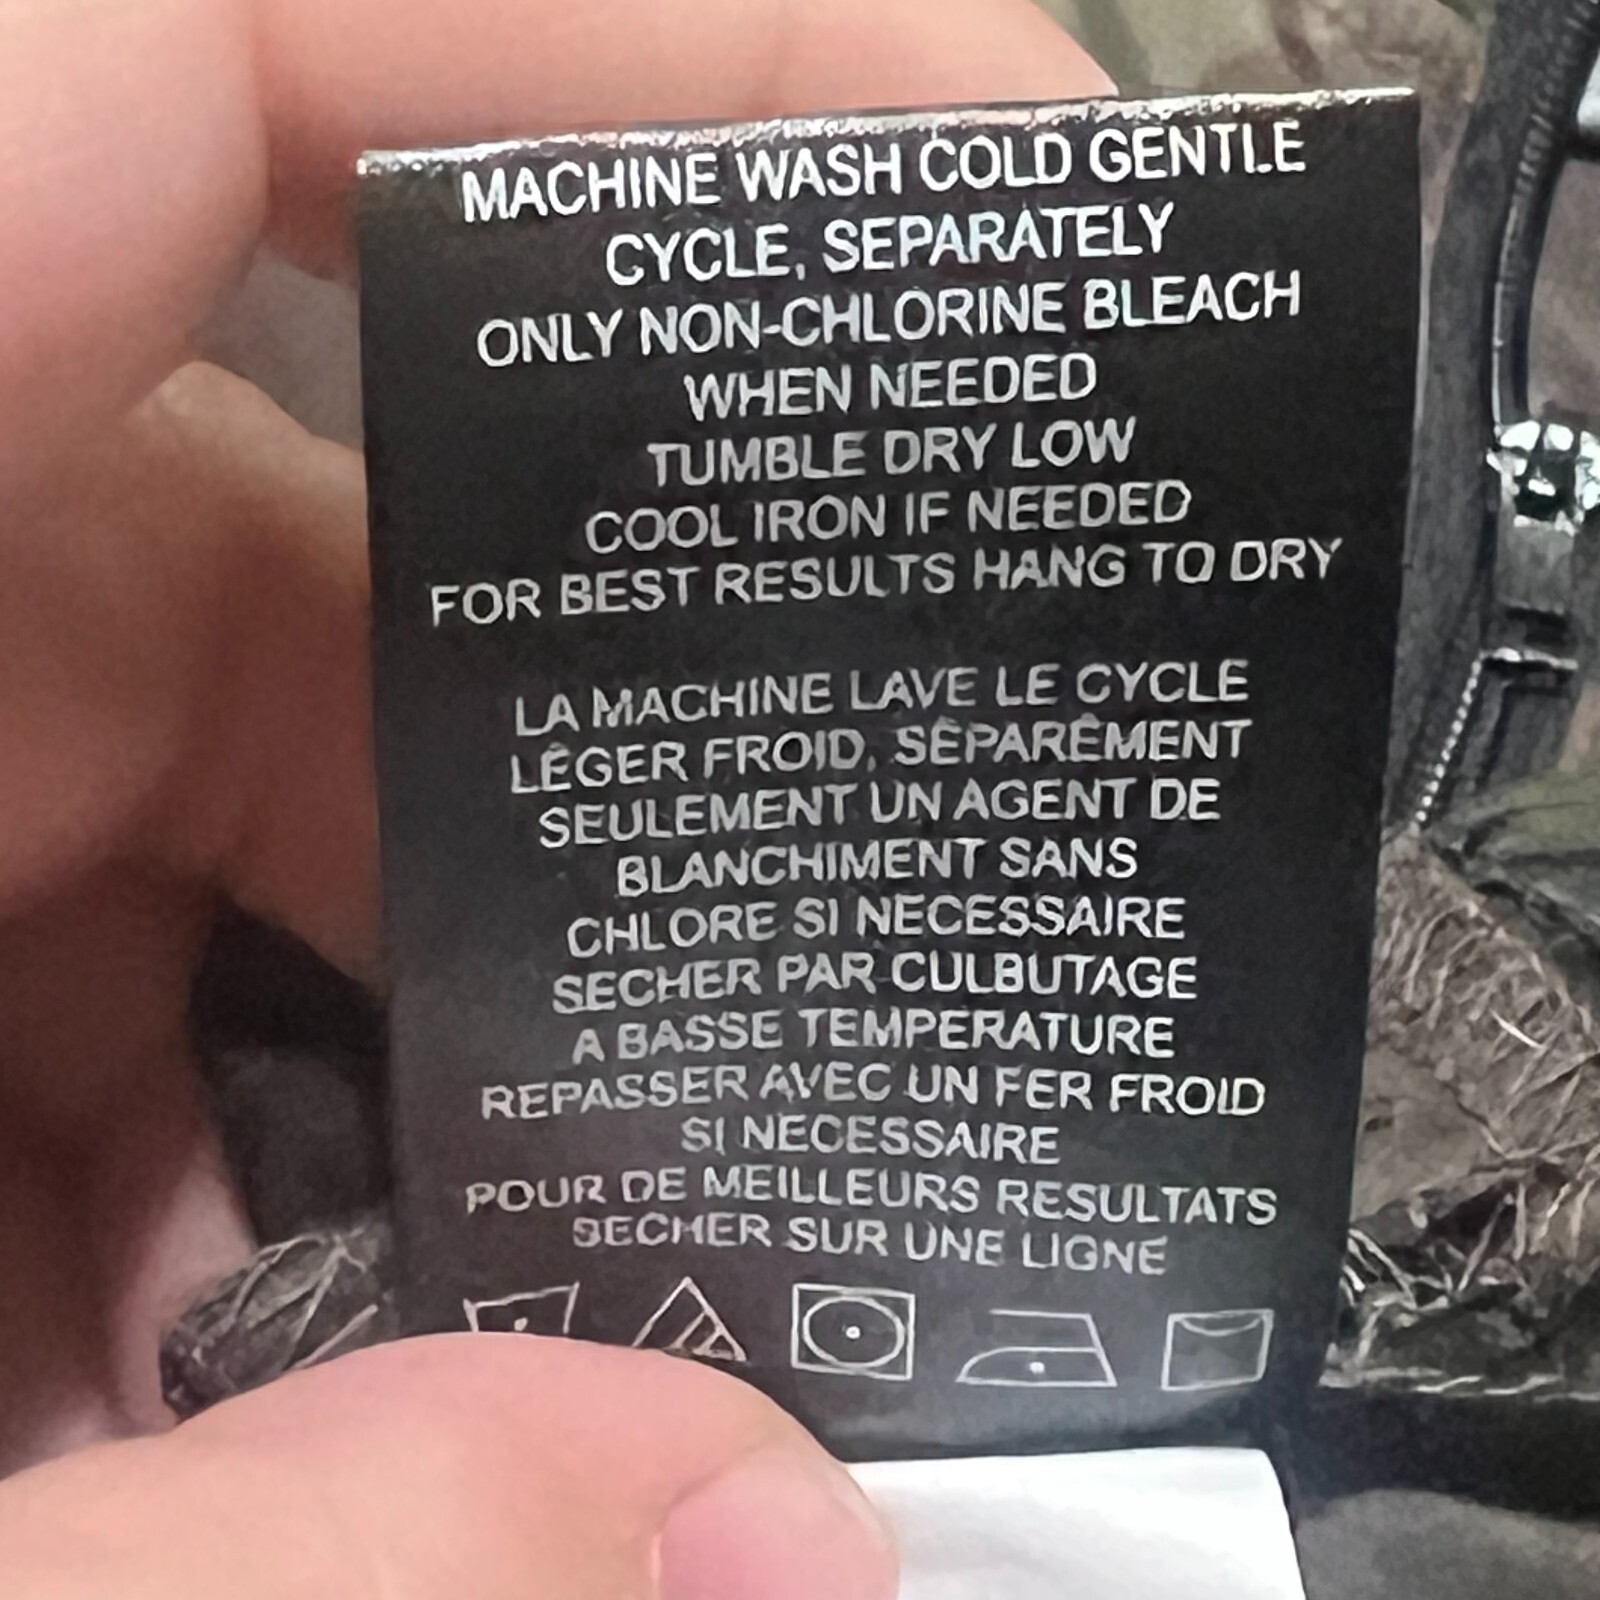 MACHINE WASH COLD GENTLE
CYCLE, SEPARATELY
ONLY NON-CHLORINE BLEACH
WHEN NEEDED
TUMBLE DRY LOW
COOL IRON IF NEEDED
FOR BEST RESULTS HANG TO DRY
LA MACHINE LAVE LE CYCLE
LÊGER FROID, SÊPARÊMENT
SEULEMENT UN AGENT DE
BLANCHIMENT SANS
CHLORE SI NECESSAIRE
SECHER PAR CULBUTAGE
A BASSE TEMPERATURE
REPASSER AVEC UN FER FROID
SI NECESSAIRE
POUR DE MEILLEURS RESULTATS
SECHER SUR UNE LIGNE